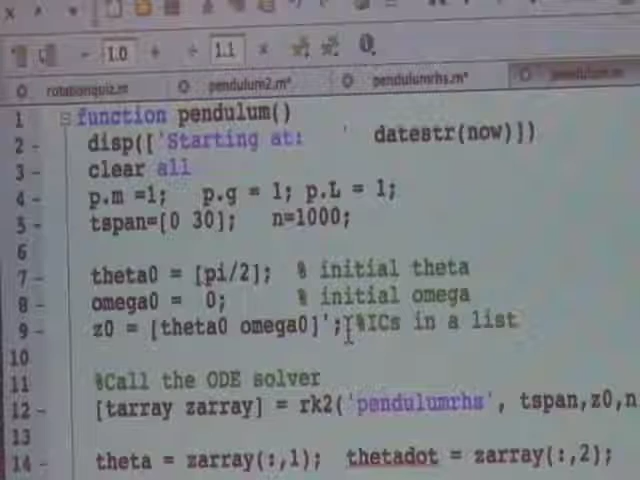 1.0 1.1
rotationquiz.m pendulum2.m* pendulumrhs.m* pendulum.m
1 function pendulum()
2 - disp(['Starting at: ' datestr(now)])
3 - clear all
4 - p.m =1; p.g = 1; p.L = 1;
5 - tspan=[0 30]; n=1000;
6
7 - theta0 = [pi/2]; % initial theta
8 - omega0 = 0; % initial omega
9 - z0 = [theta0 omega0]'; %ICs in a list
10
11 %Call the ODE solver
12 - [tarray zarray] = rk2('pendulumrhs', tspan,z0,n
13
14 - theta = zarray(:,1); thetadot = zarray(:,2);